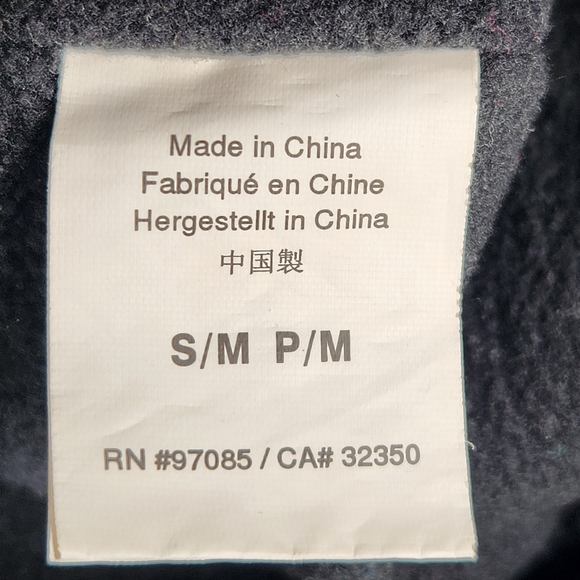 Made in China
Fabriqué en Chine
Hergestellt in China
中国製
S/M P/M
RN #97085 / CA# 32350